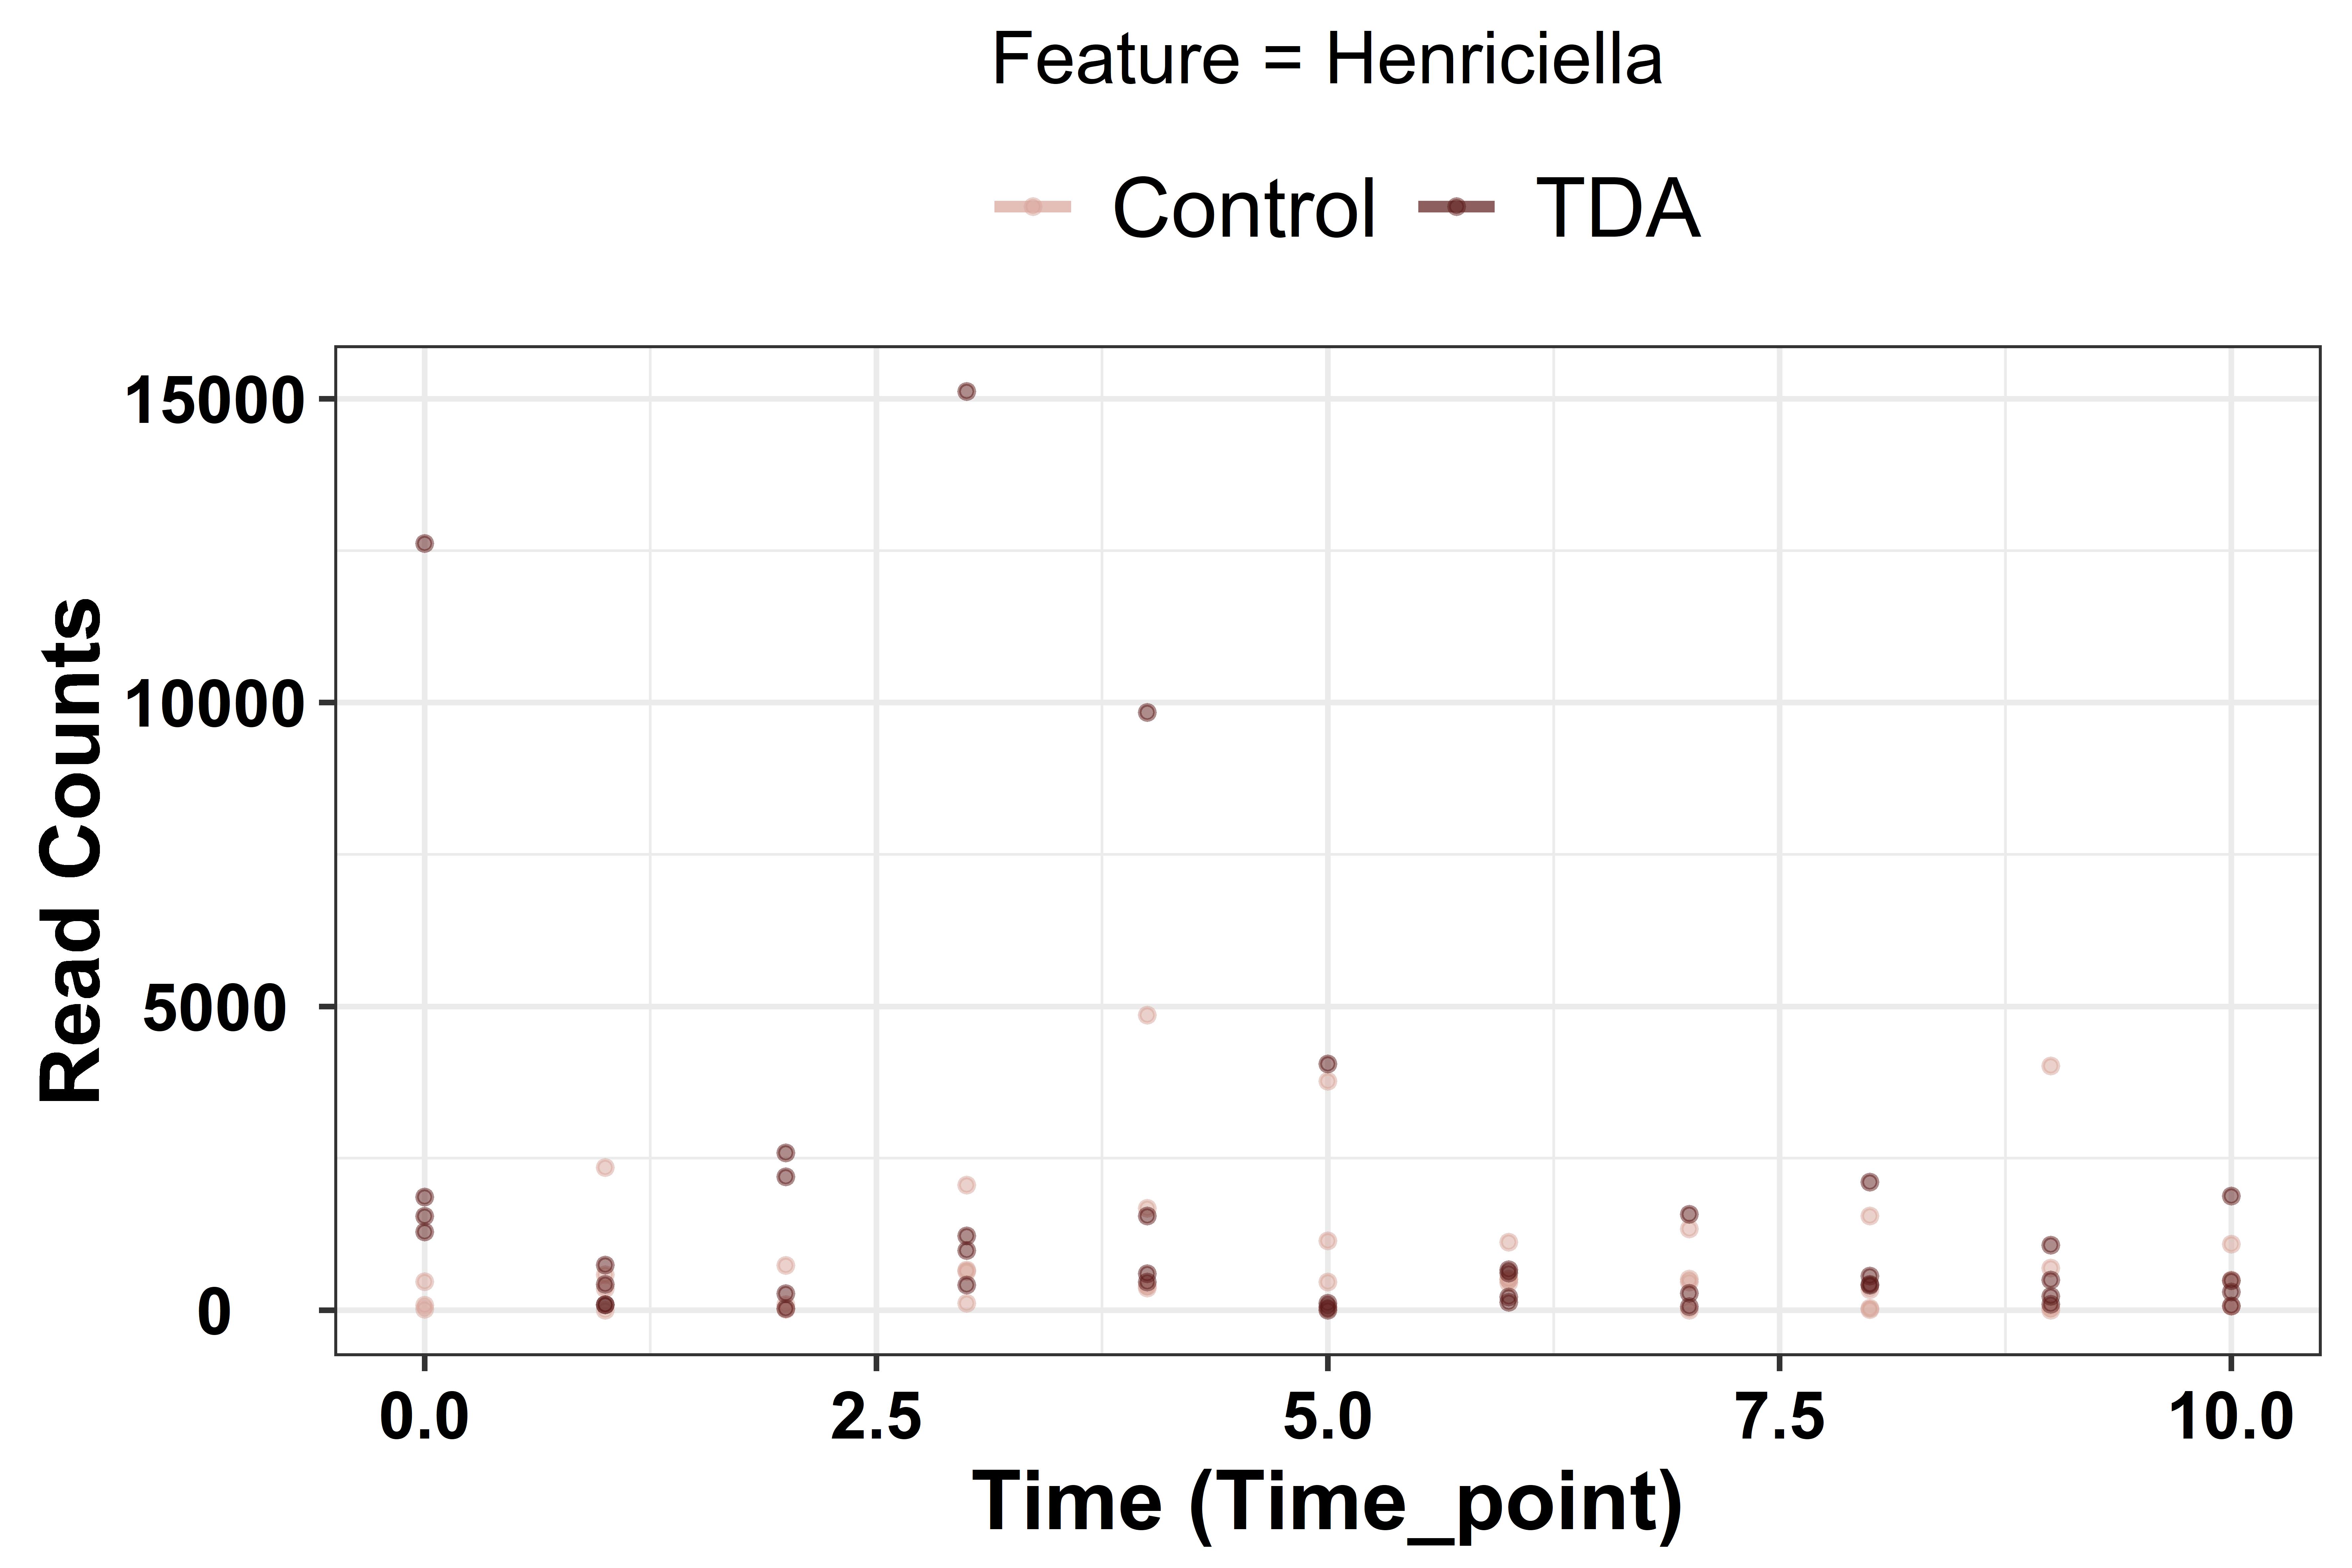 Feature = Henriciella
Control TDA
Read Counts
15000
10000
5000
0
0.0 2.5 5.0 7.5 10.0
Time (Time_point)